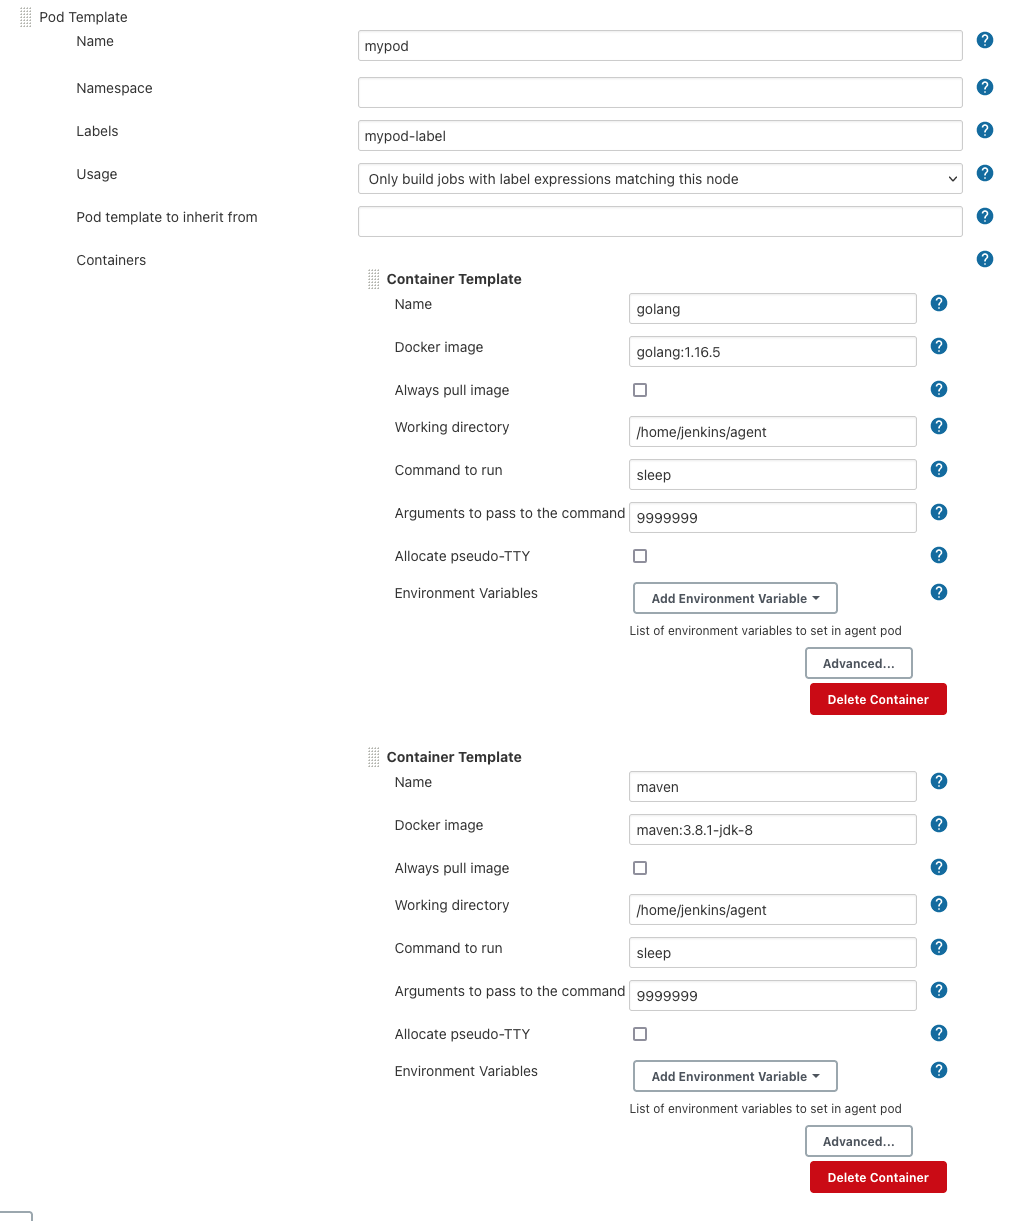 Pod Template
Name
mypod
Namespace
Labels
mypod-label
Usage
Only build jobs with label expressions matching this node
Pod template to inherit from
Containers
Container Template
Name
golang
Docker image
golang:1.16.5
Always pull image
Working directory
/home/jenkins/agent
Command to run
sleep
Arguments to pass to the command
9999999
Allocate pseudo-TTY
Environment Variables
Add Environment Variable
List of environment variables to set in agent pod
Advanced...
Delete Container
Container Template
Name
maven
Docker image
maven:3.8.1-jdk-8
Always pull image
Working directory
/home/jenkins/agent
Command to run
sleep
Arguments to pass to the command
9999999
Allocate pseudo-TTY
Environment Variables
Add Environment Variable
List of environment variables to set in agent pod
Advanced...
Delete Container